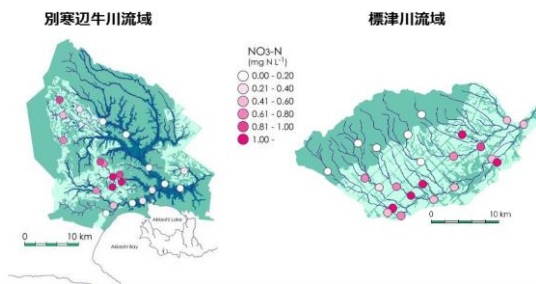 別寒辺牛川流域
標津川流域
NO3-N
(mg N L-1)
0.00 - 0.20
0.21 - 0.40
0.41 - 0.60
0.61 - 0.80
0.81 - 1.00
1.00 -
0 10 km
Akkeshi Lake
Akkeshi Bay
0 10 km